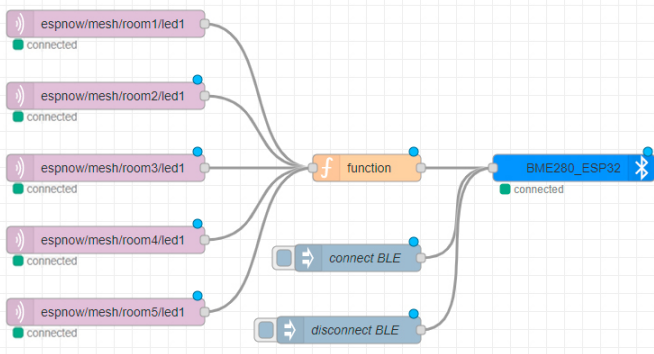 espnow/mesh/room1/led1
connected
espnow/mesh/room2/led1
connected
espnow/mesh/room3/led1
connected
function
BME280_ESP32
connected
espnow/mesh/room4/led1
connected
connect BLE
espnow/mesh/room5/led1
connected
disconnect BLE